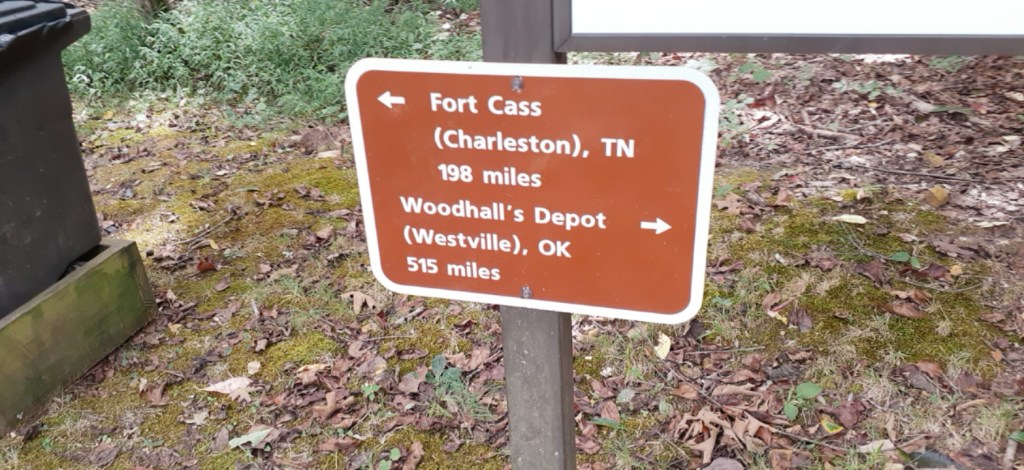 ← Fort Cass
(Charleston), TN
198 miles
Woodhall's Depot →
(Westville), OK
515 miles